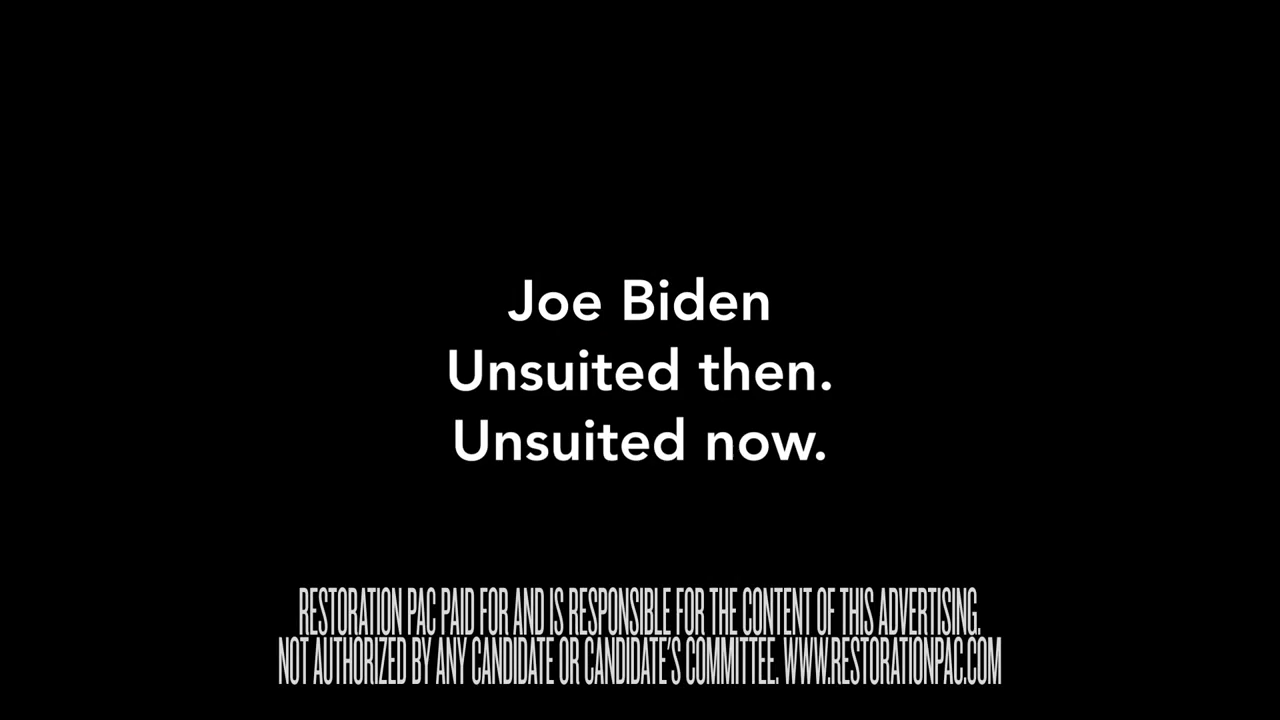 Joe Biden
Unsuited then.
Unsuited now.
RESTORATION PAC PAID FOR AND IS RESPONSIBLE FOR THE CONTENT OF THIS ADVERTISING.
NOT AUTHORIZED BY ANY CANDIDATE OR CANDIDATE'S COMMITTEE. WWW.RESTORATIONPAC.COM